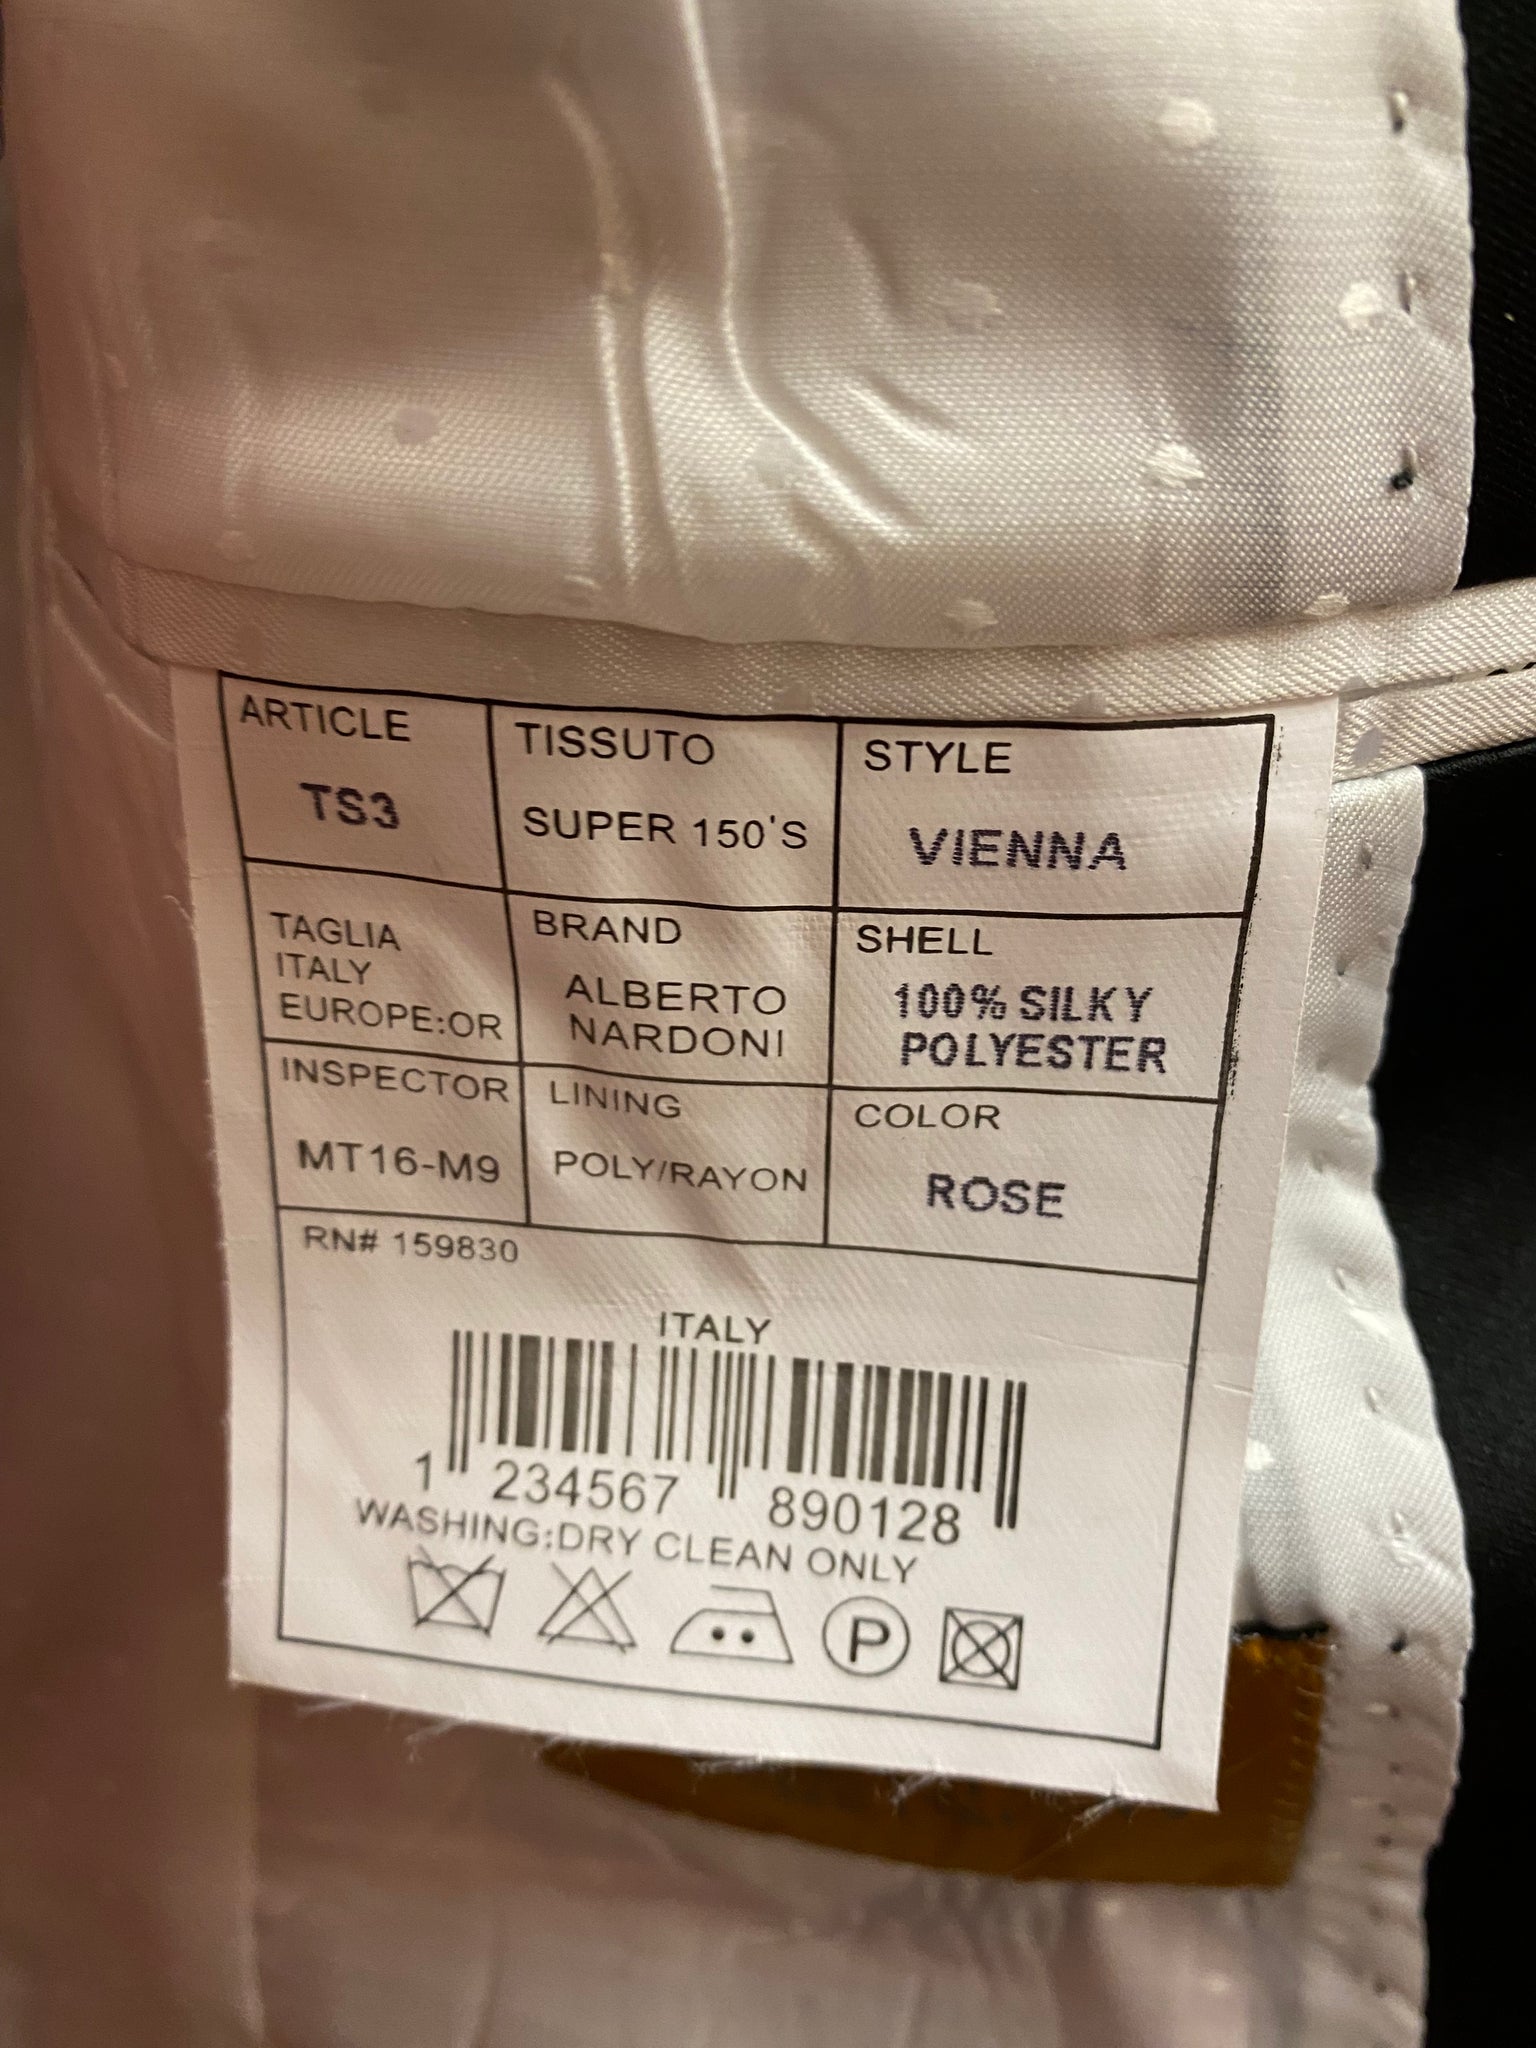 ARTICLE
TS3
TISSUTO
SUPER 150'S
STYLE
VIENNA
TAGLIA
ITALY
EUROPE:OR
BRAND
ALBERTO
NARDONI
SHELL
100% SILKY
POLYESTER
INSPECTOR
MT16-M9
LINING
POLY/RAYON
COLOR
ROSE
RN# 159830
ITALY
1 234567 890128
WASHING:DRY CLEAN ONLY
P